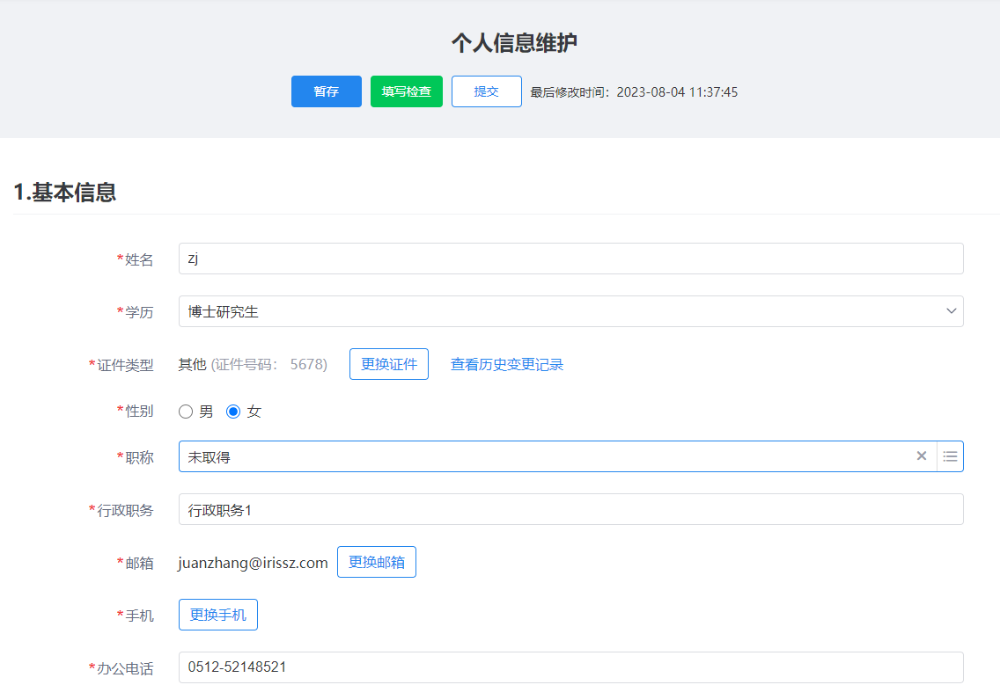 个人信息维护
暂存 填写检查 提交 最后修改时间：2023-08-04 11:37:45
1.基本信息
*姓名 zj
*学历 博士研究生
*证件类型 其他 (证件号码： 5678) 更换证件 查看历史变更记录
*性别 男 女
*职称 未取得
*行政职务 行政职务1
*邮箱 juanzhang@irissz.com 更换邮箱
*手机 更换手机
*办公电话 0512-52148521